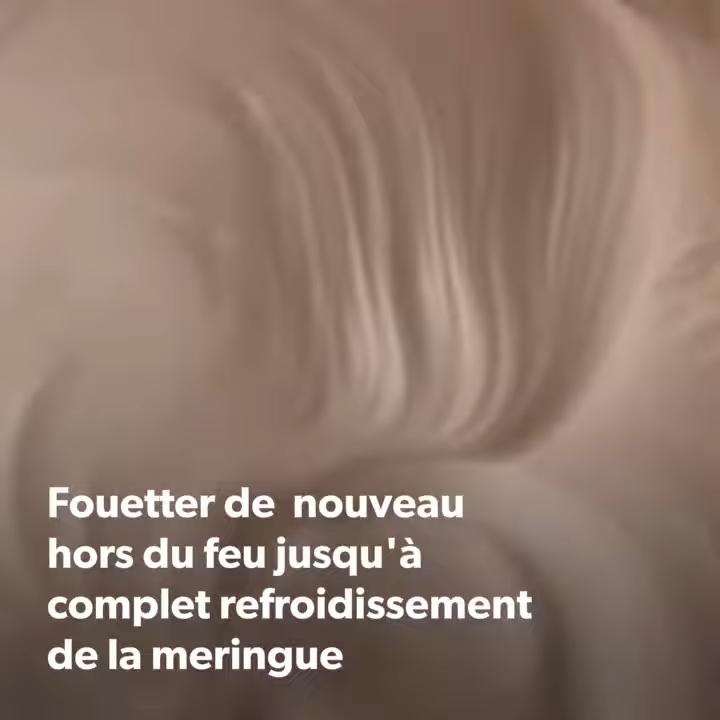 Fouetter de  nouveau
hors du feu jusqu'à
complet refroidissement
de la meringue